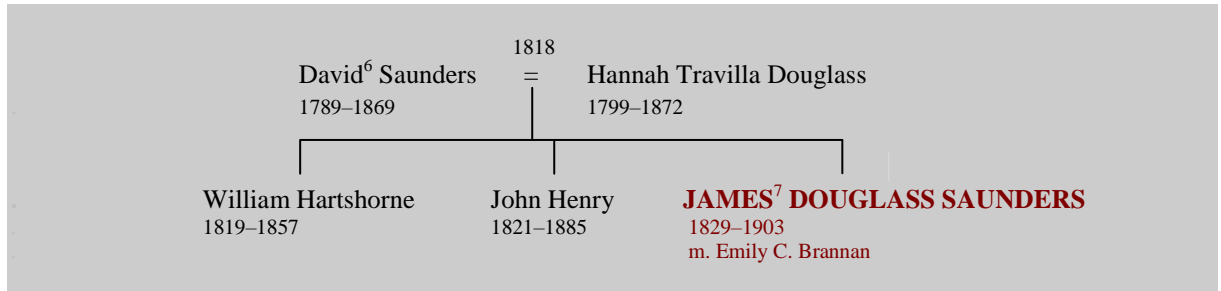 1818
David⁶ Saunders = Hannah Travilla Douglass
1789–1869 1799–1872
William Hartshorne John Henry JAMES⁷ DOUGLASS SAUNDERS
1819–1857 1821–1885 1829–1903
m. Emily C. Brannan